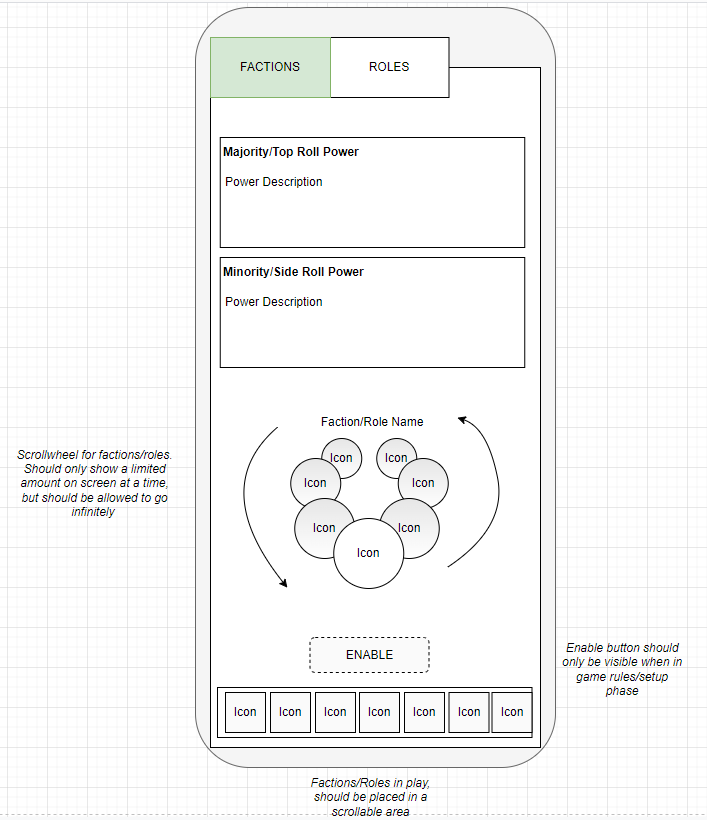 FACTIONS
ROLES
Majority/Top Roll Power
Power Description
Minority/Side Roll Power
Power Description
Faction/Role Name
Icon
Icon
Icon
Icon
Icon
Icon
Icon
Scrollwheel for factions/roles.
Should only show a limited
amount on screen at a time,
but should be allowed to go
infinitely
ENABLE
Enable button should
only be visible when in
game rules/setup
phase
Icon
Icon
Icon
Icon
Icon
Icon
Icon
Factions/Roles in play,
should be placed in a
scrollable area